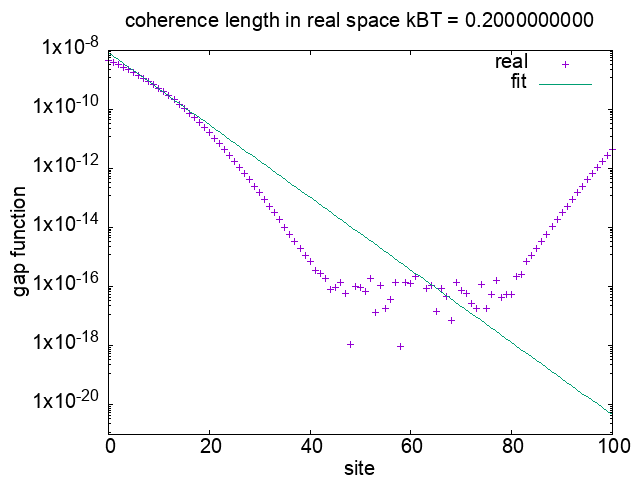 coherence length in real space kBT = 0.2000000000
real
fit
1x10-8
1x10-10
1x10-12
1x10-14
1x10-16
1x10-18
1x10-20
gap function
0 20 40 60 80 100
site